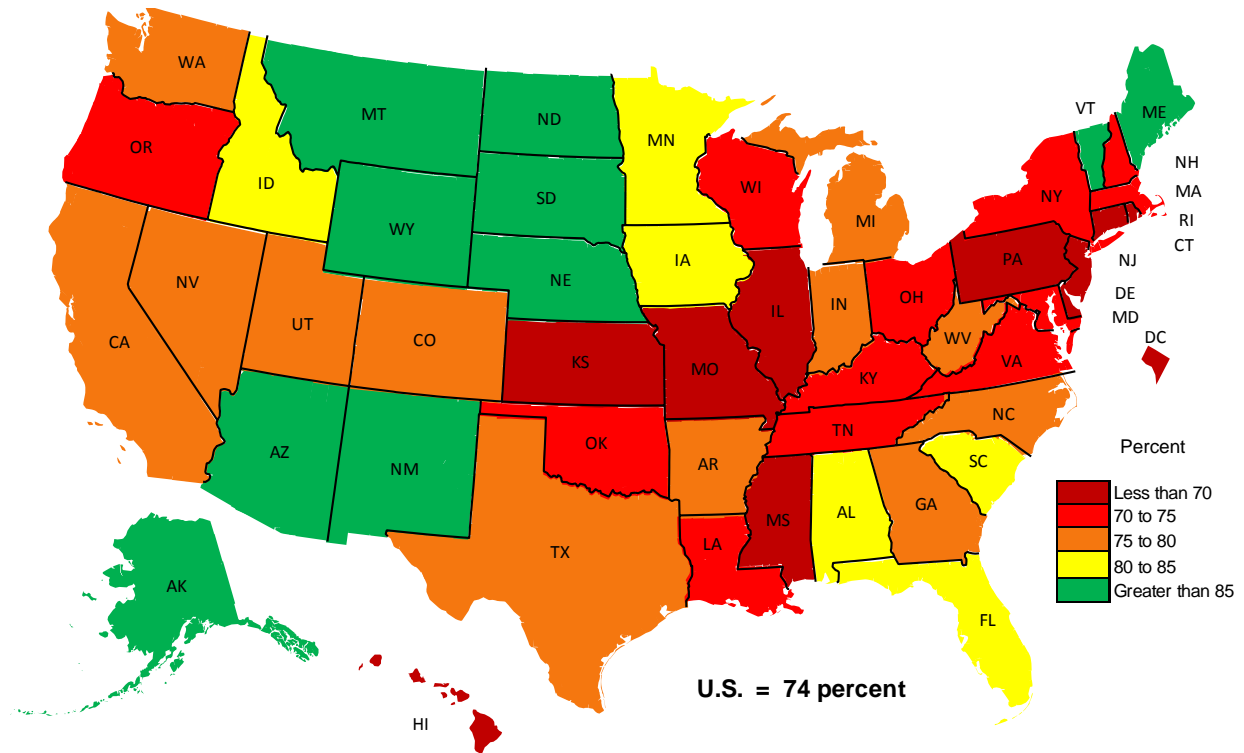 WA
MT
ND
MN
VT
ME
OR
ID
SD
WI
MI
NY
NH
MA
RI
CT
WY
IA
PA
NJ
NV
UT
NE
IL
IN
OH
DE
MD
CA
CO
KS
MO
WV
VA
DC
KY
NC
TN
AZ
NM
OK
AR
SC
Percent
MS
AL
GA
Less than 70
70 to 75
75 to 80
80 to 85
Greater than 85
TX
LA
AK
FL
U.S. = 74 percent
HI